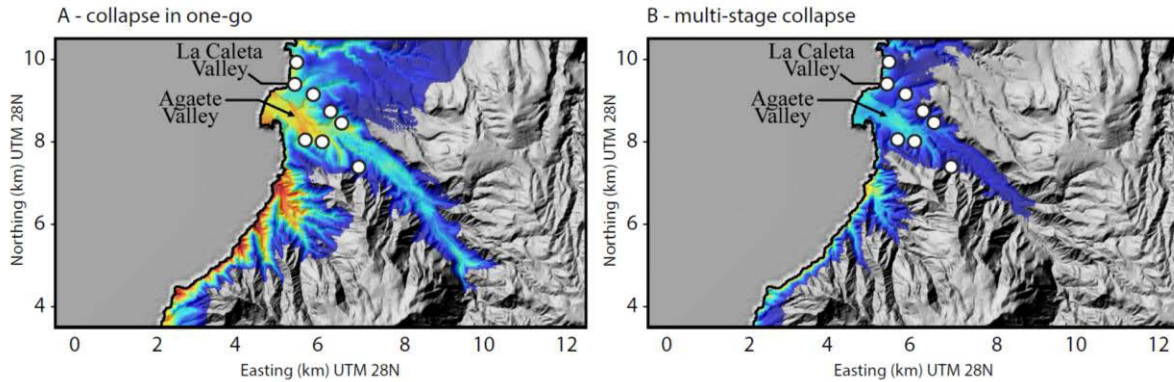 A - collapse in one-go
La Caleta
Valley
Agaete
Valley
10
8
6
4
Northing (km) UTM 28N
0 2 4 6 8 10 12
Easting (km) UTM 28N
B - multi-stage collapse
La Caleta
Valley
Agaete
Valley
10
8
6
4
Northing (km) UTM 28N
0 2 4 6 8 10 12
Easting (km) UTM 28N